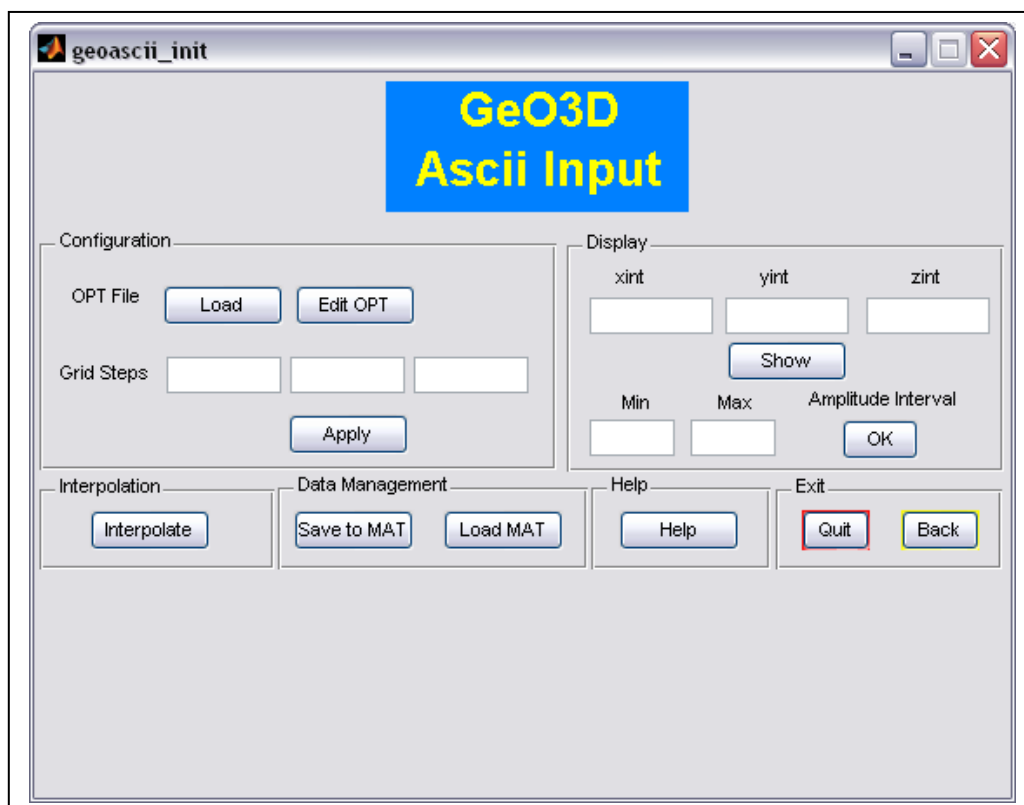 geoascii_init
GeO3D
Ascii Input
Configuration
OPT File Load Edit OPT
Grid Steps
Apply
Display
xint yint zint
Show
Min Max Amplitude Interval
OK
Interpolation
Interpolate
Data Management
Save to MAT Load MAT
Help
Help
Exit
Quit Back